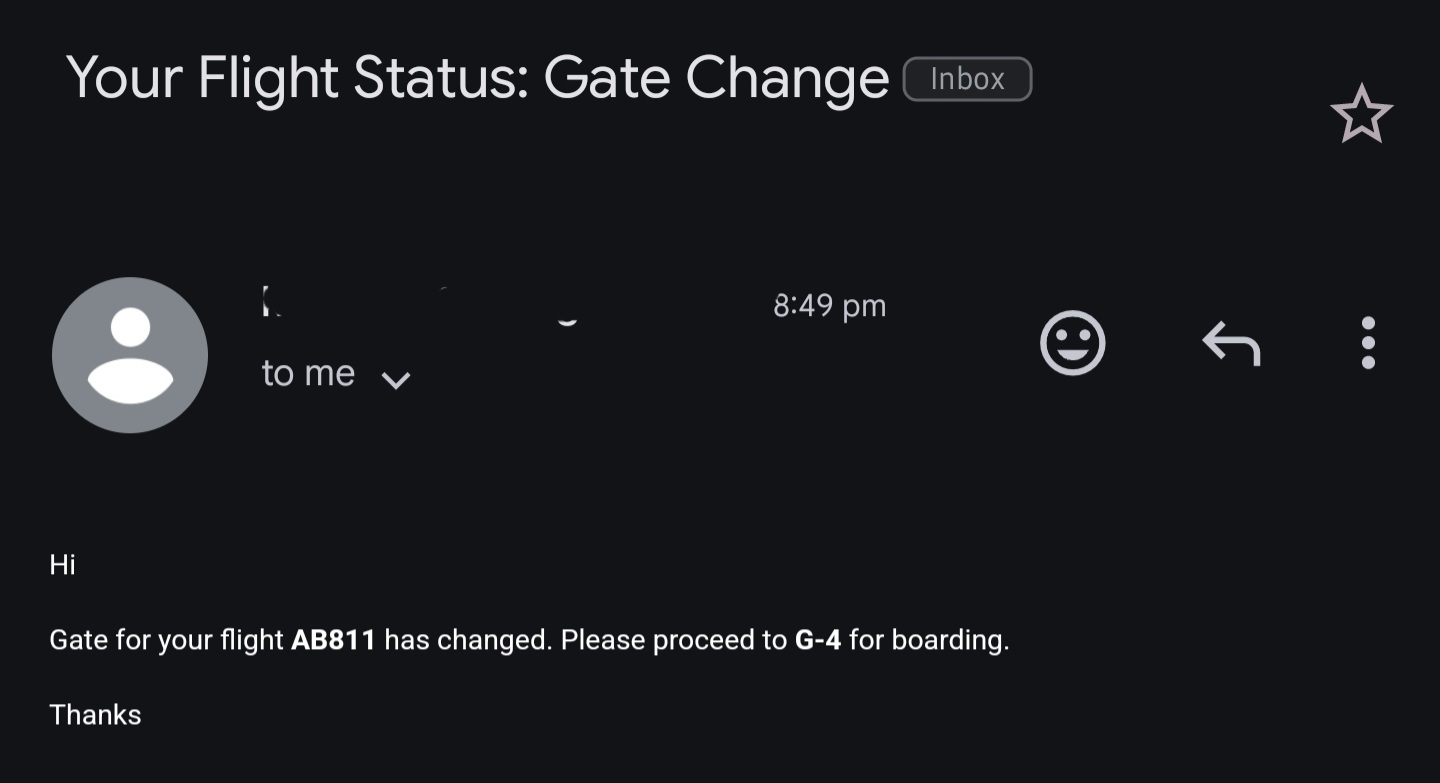 Your Flight Status: Gate Change Inbox
8:49 pm
to me
Hi
Gate for your flight AB811 has changed. Please proceed to G-4 for boarding.
Thanks